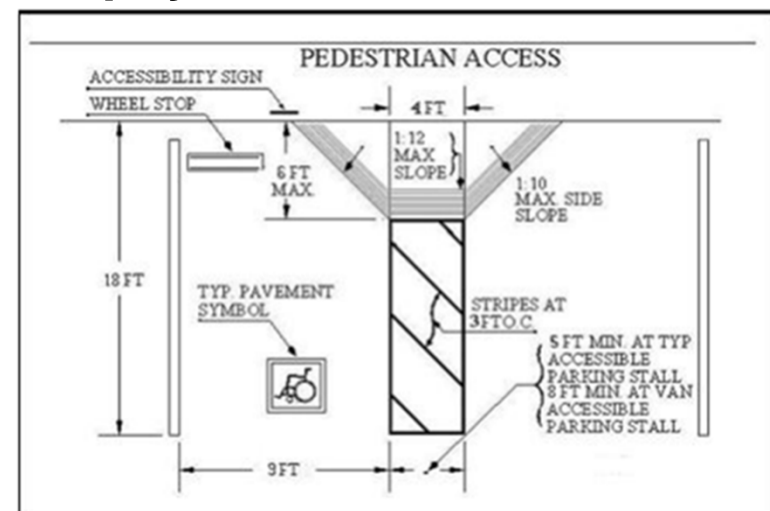 PEDESTRIAN ACCESS
ACCESSIBILITY SIGN
WHEEL STOP
4 FT
1:12
MAX
SLOPE
6 FT
MAX.
1:10
MAX. SIDE
SLOPE
18 FT
TYP. PAVEMENT
SYMBOL
STRIPES AT
3 FT O.C.
5 FT MIN. AT TYP
ACCESSIBLE
PARKING STALL
8 FT MIN. AT VAN
ACCESSIBLE
PARKING STALL
9 FT